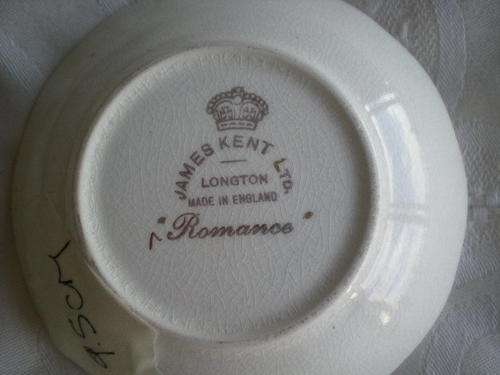 JAMES KENT LTD.
LONGTON
MADE IN ENGLAND
"Romance"